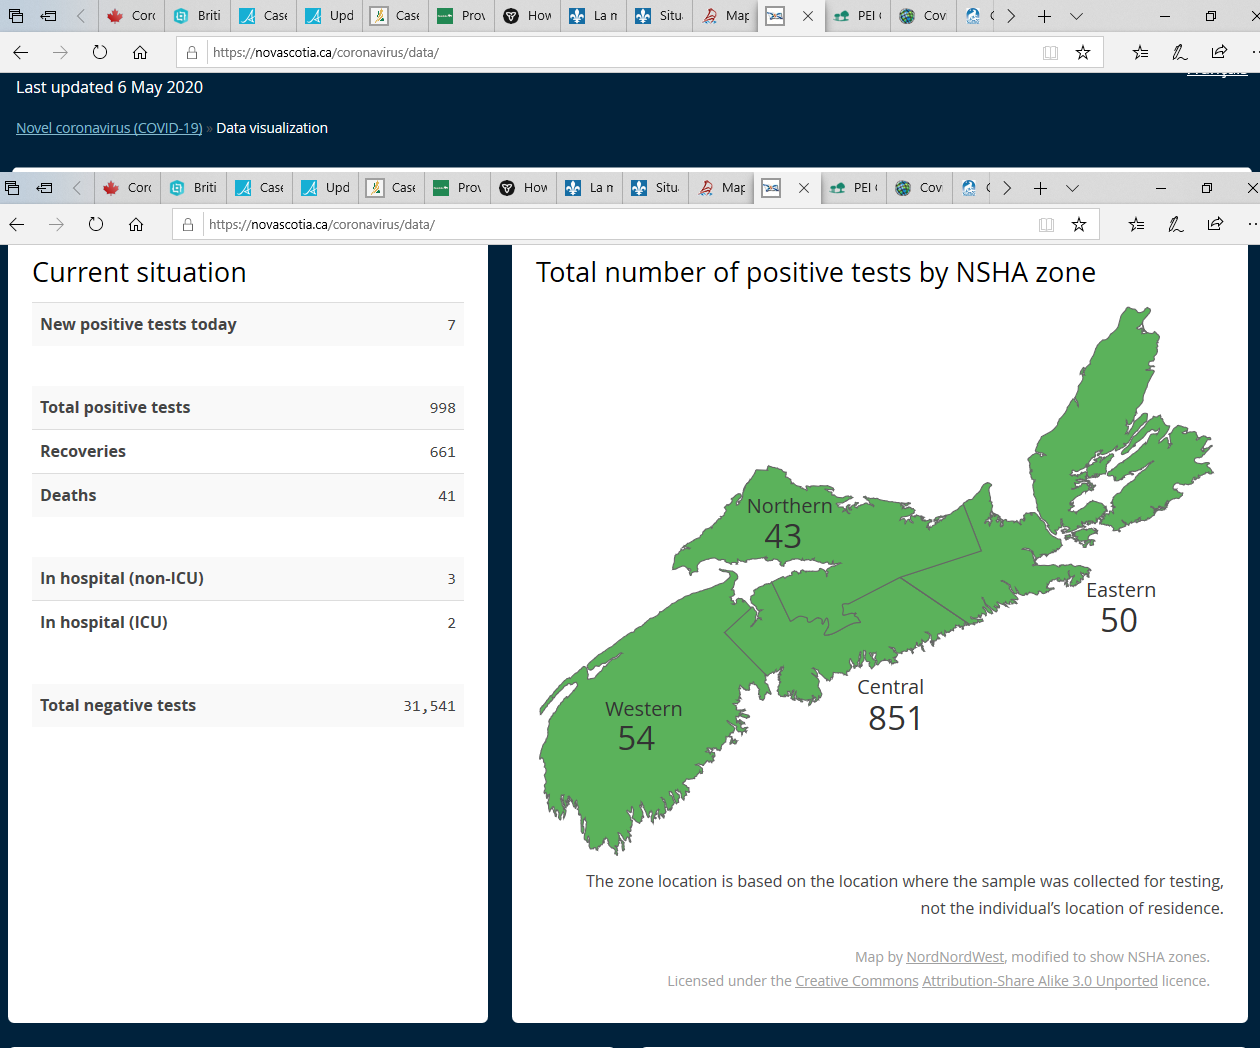 Corc
Briti
Case
Upd
Case
Prov
How
La n
Situ
Map
PEI
Cov
https://novascotia.ca/coronavirus/data/
Français
Last updated 6 May 2020
Novel coronavirus (COVID-19) » Data visualization
Corc
Briti
Case
Upd
Case
Prov
How
La n
Situ
Map
PEI
Cov
https://novascotia.ca/coronavirus/data/
Current situation
New positive tests today 7
Total positive tests 998
Recoveries 661
Deaths 41
In hospital (non-ICU) 3
In hospital (ICU) 2
Total negative tests 31,541
Total number of positive tests by NSHA zone
Northern
43
Eastern
50
Central
851
Western
54
The zone location is based on the location where the sample was collected for testing,
not the individual’s location of residence.
Map by NordNordWest, modified to show NSHA zones.
Licensed under the Creative Commons Attribution-Share Alike 3.0 Unported licence.